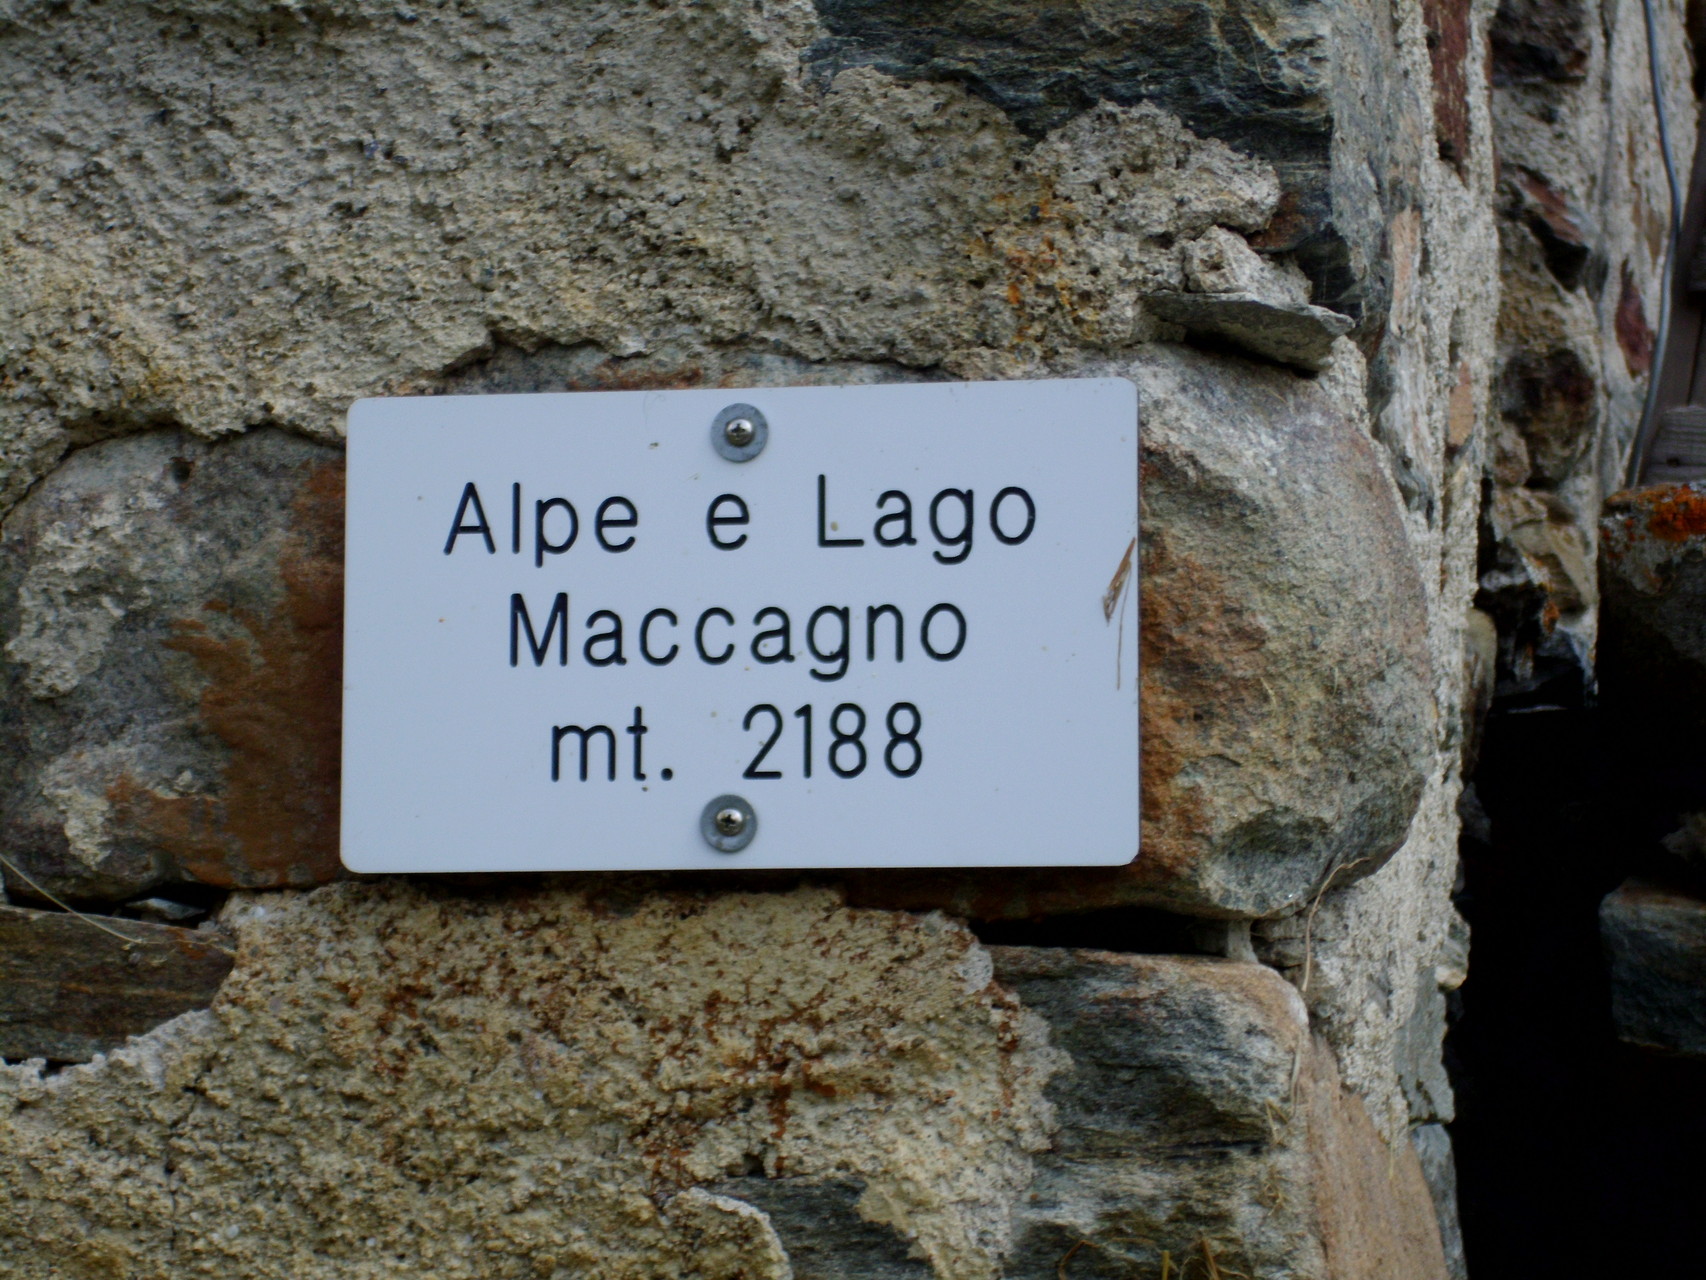 Alpe e Lago
Maccagno
mt. 2188